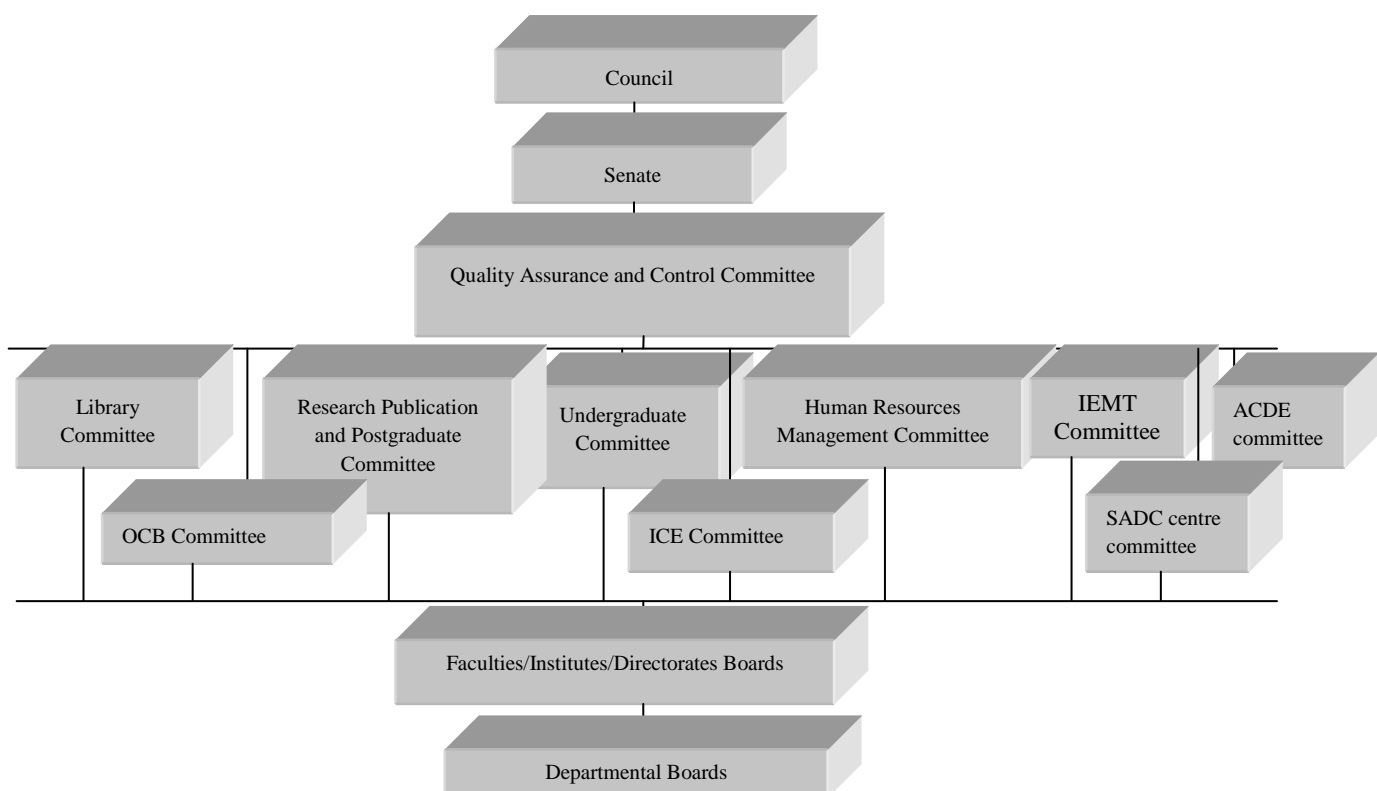 Council
Senate
Quality Assurance and Control Committee
Library
Committee
Research Publication
and Postgraduate
Committee
Undergraduate
Committee
Human Resources
Management Committee
IEMT
Committee
ACDE
committee
OCB Committee
ICE Committee
SADC centre
committee
Faculties/Institutes/Directorates Boards
Departmental Boards